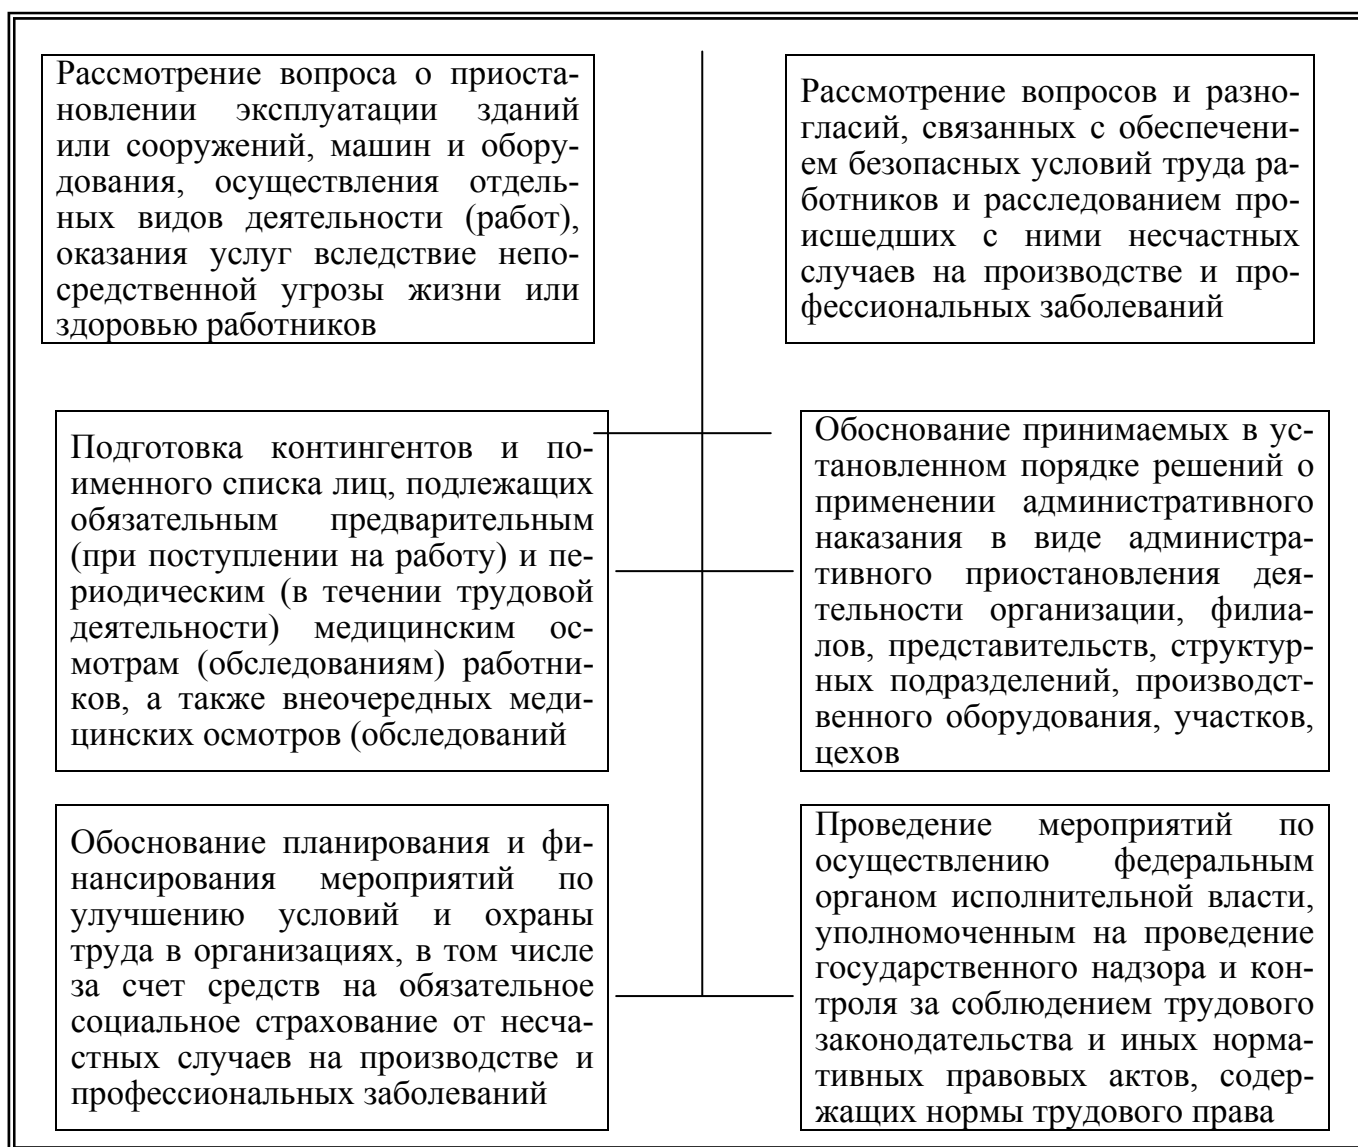 Рассмотрение вопроса о приоста-
новлении эксплуатации зданий
или сооружений, машин и обору-
дования, осуществления отдель-
ных видов деятельности (работ),
оказания услуг вследствие непо-
средственной угрозы жизни или
здоровью работников
Рассмотрение вопросов и разно-
гласий, связанных с обеспечени-
ем безопасных условий труда ра-
ботников и расследованием про-
исшедших с ними несчастных
случаев на производстве и про-
фессиональных заболеваний
Подготовка контингентов и по-
именного списка лиц, подлежащих
обязательным предварительным
(при поступлении на работу) и пе-
риодическим (в течении трудовой
деятельности) медицинским ос-
мотрам (обследованиям) работни-
ков, а также внеочередных меди-
цинских осмотров (обследований
Обоснование принимаемых в ус-
тановленном порядке решений о
применении административного
наказания в виде администра-
тивного приостановления дея-
тельности организации, филиа-
лов, представительств, структур-
ных подразделений, производст-
венного оборудования, участков,
цехов
Обоснование планирования и фи-
нансирования мероприятий по
улучшению условий и охраны
труда в организациях, в том числе
за счет средств на обязательное
социальное страхование от несча-
стных случаев на производстве и
профессиональных заболеваний
Проведение мероприятий по
осуществлению федеральным
органом исполнительной власти,
уполномоченным на проведение
государственного надзора и кон-
троля за соблюдением трудового
законодательства и иных норма-
тивных правовых актов, содер-
жащих нормы трудового права